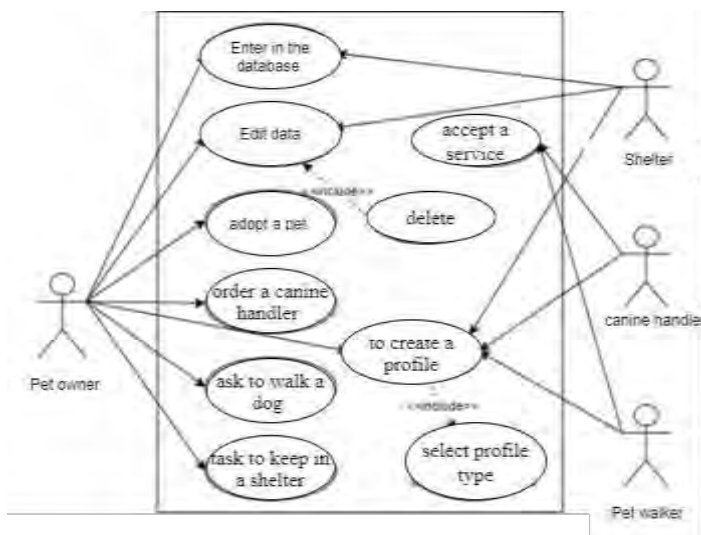 Enter in the
database
Edit data
accept a
service
Shelter
<<include>>
delete
adopt a pet
order a canine
handler
canine handler
to create a
profile
Pet owner
ask to walk a
dog
<<include>>
task to keep in
a shelter
select profile
type
Pet walker